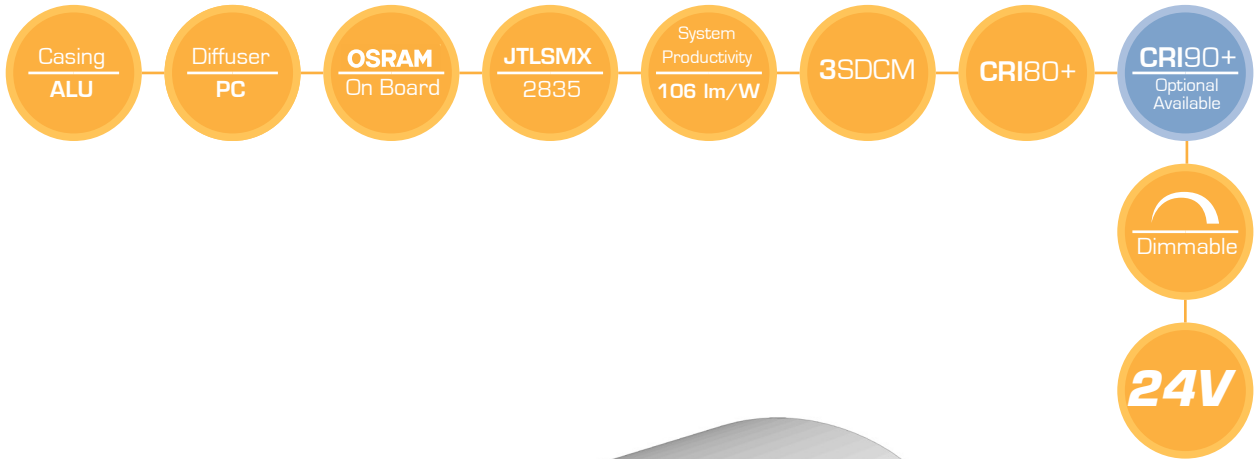 Casing
ALU
Diffuser
PC
OSRAM
On Board
JTLSMX
2835
System
Productivity
106 lm/W
3SDCM
CRI80+
CRI90+
Optional
Available
Dimmable
24V